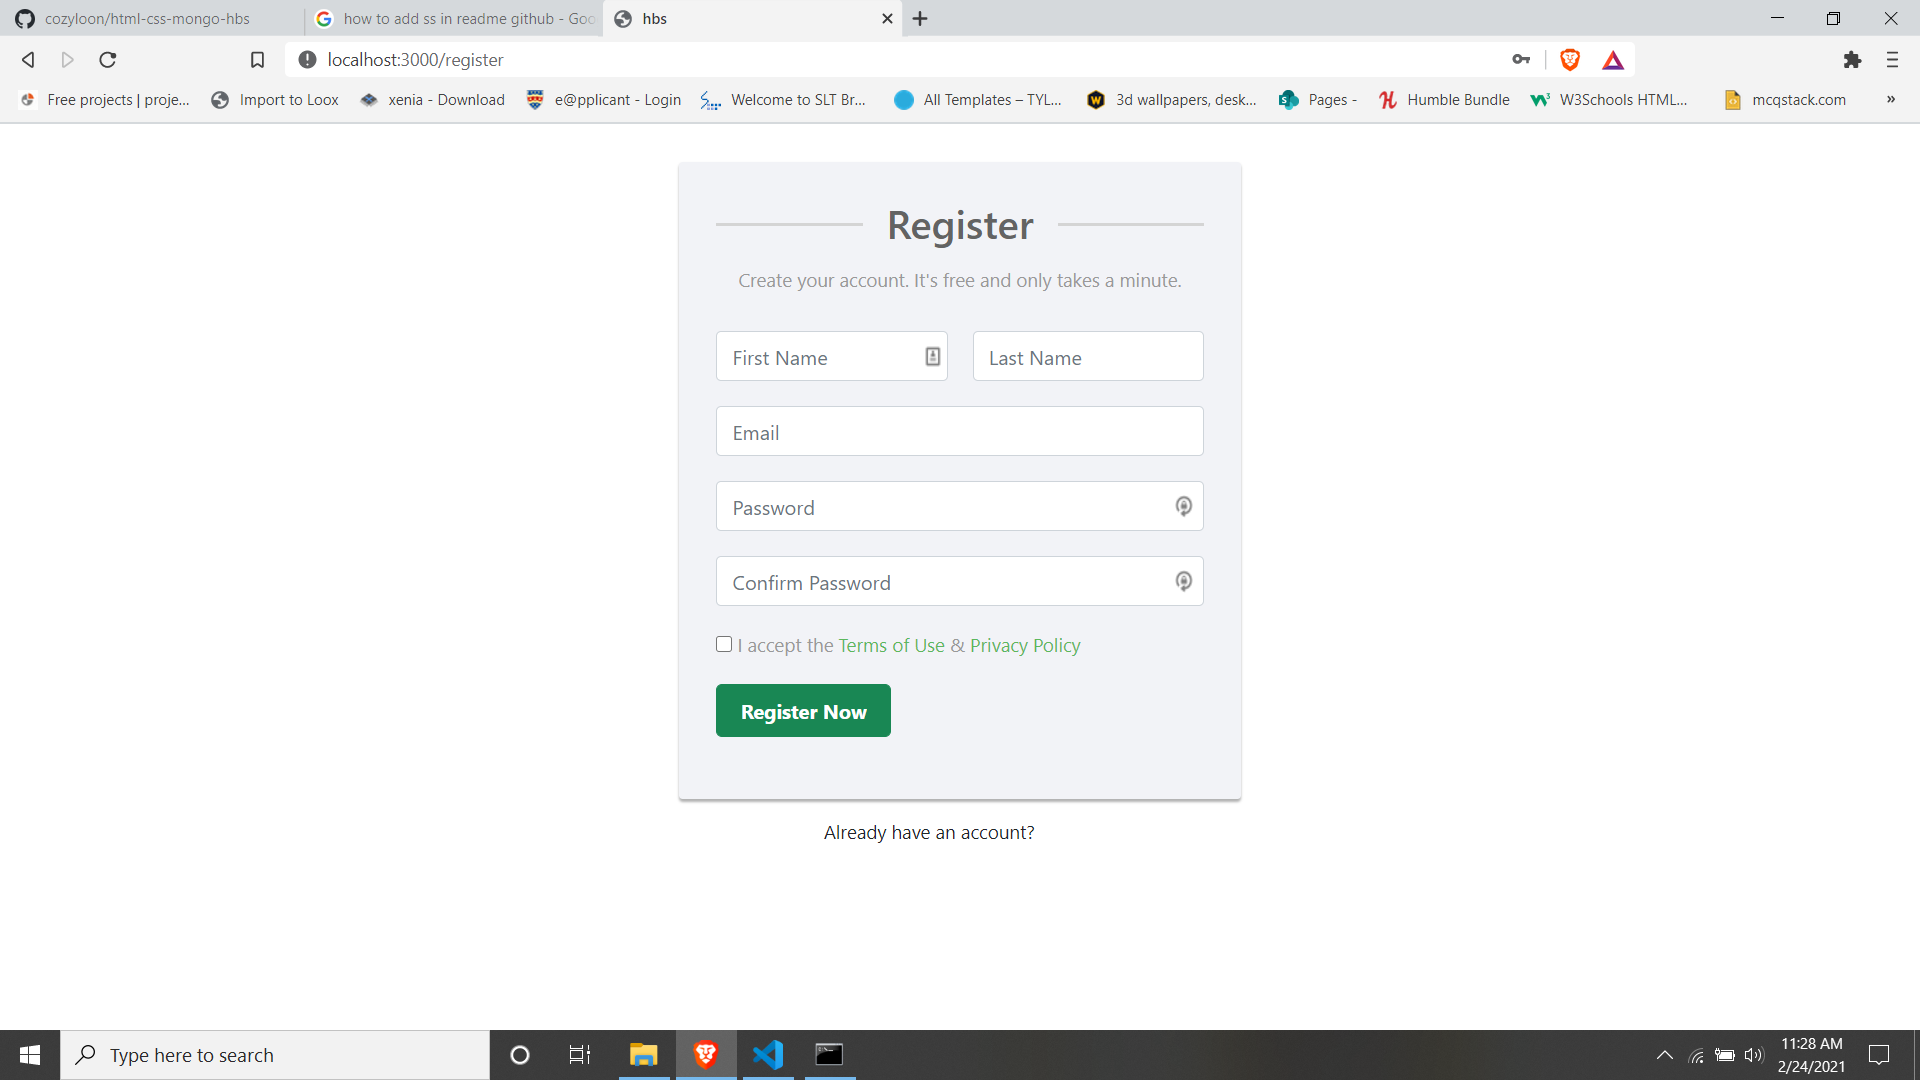 cozyloon/html-css-mongo-hbs
how to add ss in readme github - Goo
hbs
localhost:3000/register
Free projects | proje...
Import to Loox
xenia - Download
e@pplicant - Login
Welcome to SLT Br...
All Templates – TYL...
3d wallpapers, desk...
Pages -
Humble Bundle
W3Schools HTML...
mcqstack.com
»
Register
Create your account. It's free and only takes a minute.
First Name
Last Name
Email
Password
Confirm Password
I accept the Terms of Use & Privacy Policy
Register Now
Already have an account?
Type here to search
11:28 AM
2/24/2021